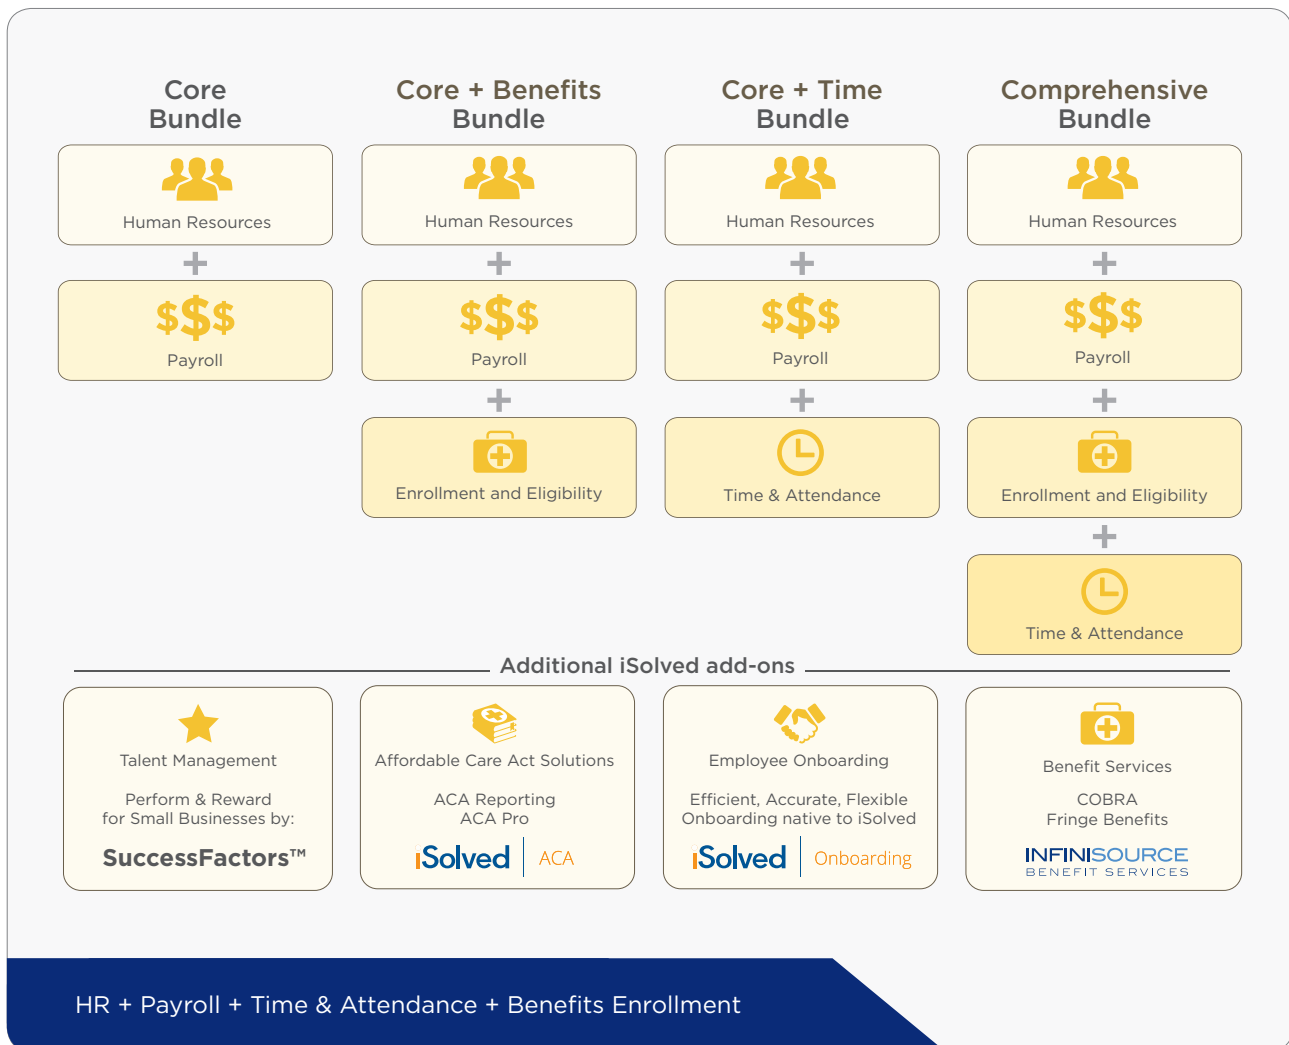 Core
Bundle
Core + Benefits
Bundle
Core + Time
Bundle
Comprehensive
Bundle
Human Resources
Human Resources
Human Resources
Human Resources
+
+
+
+
$$$
$$$
$$$
$$$
Payroll
Payroll
Payroll
Payroll
+
+
+
Enrollment and Eligibility
Time & Attendance
Enrollment and Eligibility
+
Time & Attendance
Additional iSolved add-ons
Talent Management
Perform & Reward
for Small Businesses by:
SuccessFactors™
Affordable Care Act Solutions
ACA Reporting
ACA Pro
iSolved | ACA
Employee Onboarding
Efficient, Accurate, Flexible
Onboarding native to iSolved
iSolved | Onboarding
Benefit Services
COBRA
Fringe Benefits
INFINISOURCE
BENEFIT SERVICES
HR + Payroll + Time & Attendance + Benefits Enrollment